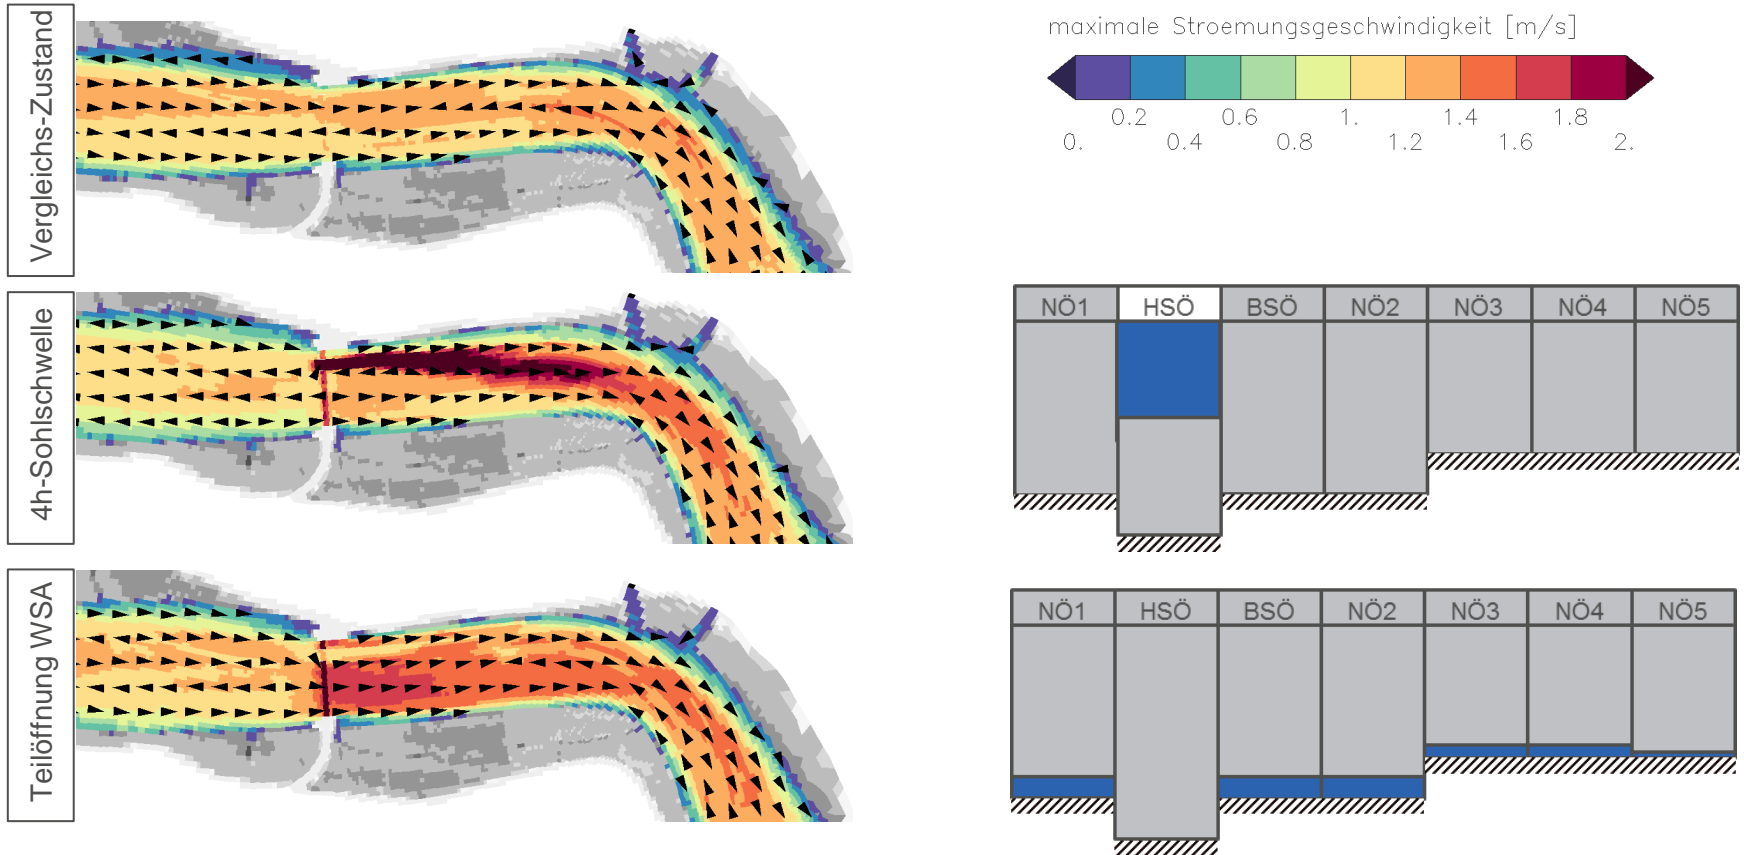 Vergleichs-Zustand
maximale Stroemungsgeschwindigkeit [m/s]
0.2 0.6 1. 1.4 1.8
0. 0.4 0.8 1.2 1.6 2.
4h-Sohlschwelle
NÖ1 HSÖ BSÖ NÖ2 NÖ3 NÖ4 NÖ5
Teilöffnung WSA
NÖ1 HSÖ BSÖ NÖ2 NÖ3 NÖ4 NÖ5